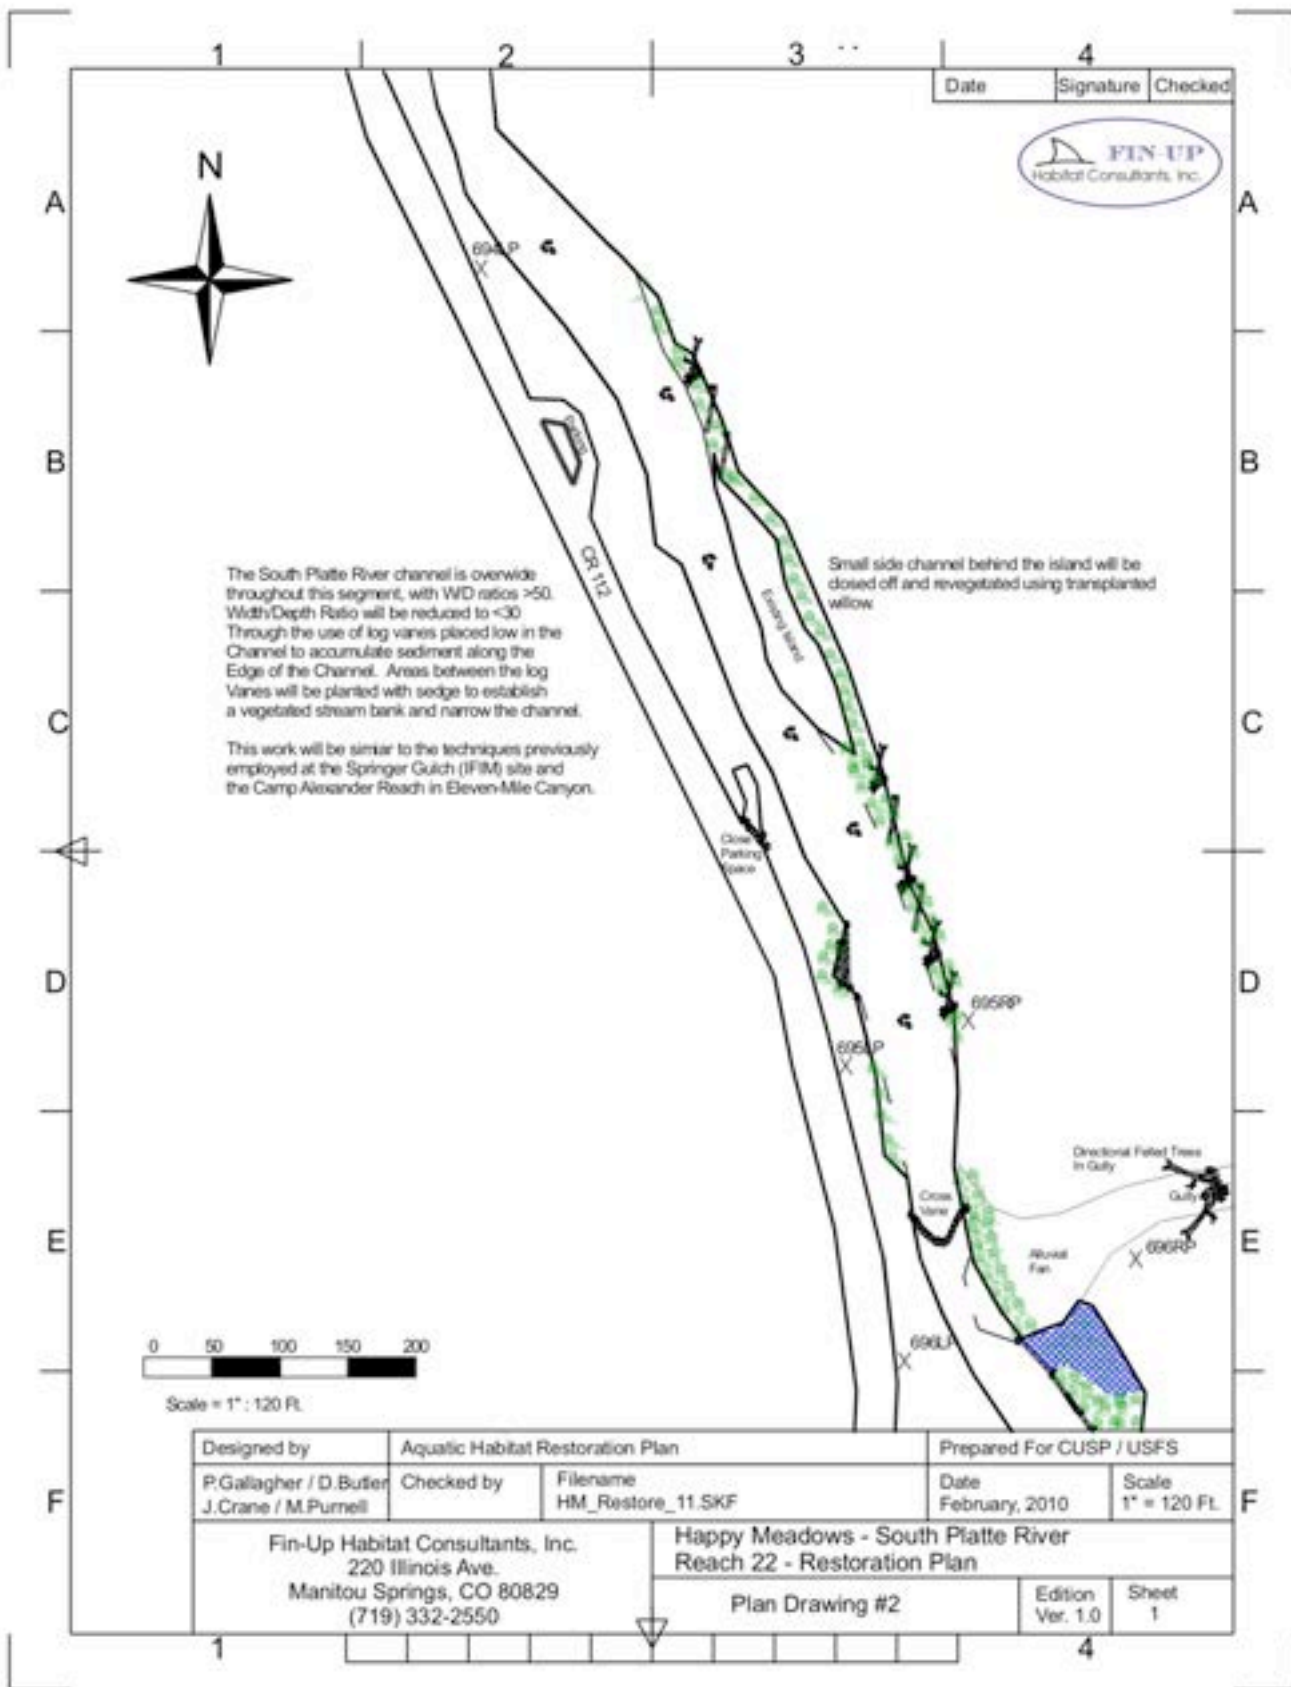 1 2 3 4
Date Signature Checked
FIN-UP
Habitat Consultants, Inc.
N
A A
694LP
B B
Parking
CR 112
The South Platte River channel is overwide
throughout this segment, with W/D ratios >50.
Width/Depth Ratio will be reduced to <30
Through the use of log vanes placed low in the
Channel to accumulate sediment along the
Edge of the Channel. Areas between the log
Vanes will be planted with sedge to establish
a vegetated stream bank and narrow the channel.
This work will be simiar to the techniques previously
employed at the Springer Gulch (IFIM) site and
the Camp Alexander Reach in Eleven-Mile Canyon.
Small side channel behind the island will be
closed off and revegetated using transplanted
willow.
Existing Island
C C
Close
Parking
Space
D D
695RP
695LP
Directional Felled Trees
In Gully
Gully
Cross
Vane
E E
Alluvial
Fan
696RP
696LP
0 50 100 150 200
Scale = 1" : 120 Ft.
Designed by
P.Gallagher / D.Butler
J.Crane / M.Purnell
Aquatic Habitat Restoration Plan
Prepared For CUSP / USFS
Checked by
Filename
HM_Restore_11.SKF
Date
February, 2010
Scale
1" = 120 Ft.
F F
Fin-Up Habitat Consultants, Inc.
220 Illinois Ave.
Manitou Springs, CO 80829
(719) 332-2550
Happy Meadows - South Platte River
Reach 22 - Restoration Plan
Plan Drawing #2
Edition
Ver. 1.0
Sheet
1
1 4